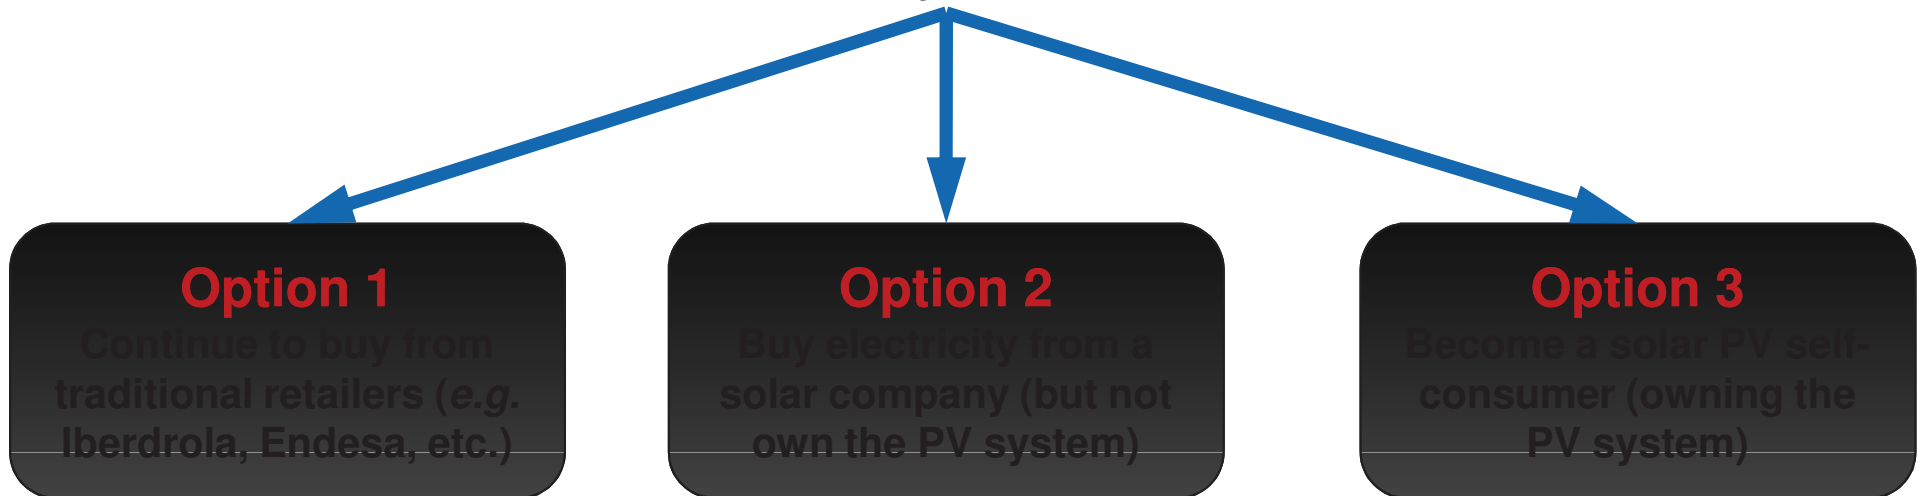 Option 1
Continue to buy from
traditional retailers (e.g.
Iberdrola, Endesa, etc.)
Option 2
Buy electricity from a
solar company (but not
own the PV system)
Option 3
Become a solar PV self-
consumer (owning the
PV system)